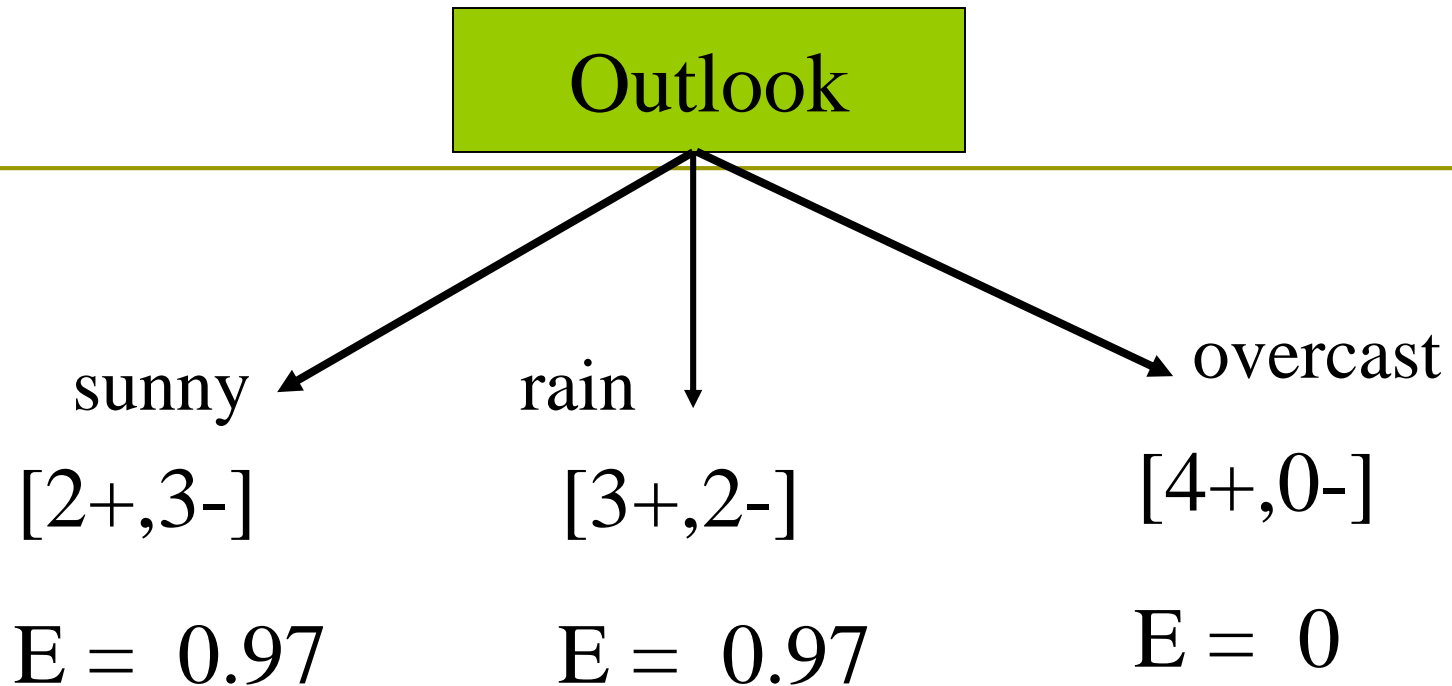 Outlook
sunny
rain
overcast
[2+,3-]
[3+,2-]
[4+,0-]
E = 0.97
E = 0.97
E = 0